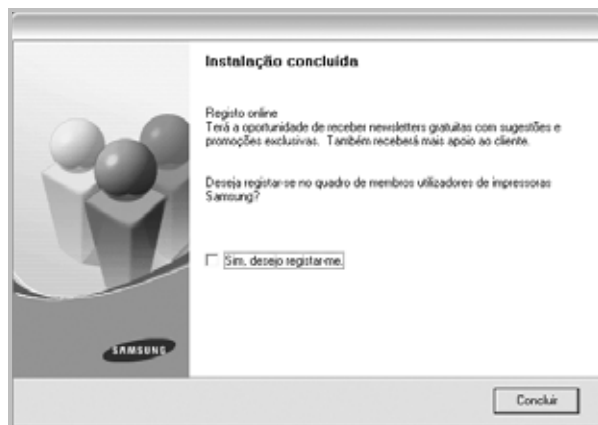 Instalação concluída
Registo online
Terá a oportunidade de receber newsletters gratuitas com sugestões e
promoções exclusivas. Também receberá mais apoio ao cliente.
Deseja registar-se no quadro de membros utilizadores de impressoras
Samsung?
Sim, desejo registar-me.
SAMSUNG
Concluir